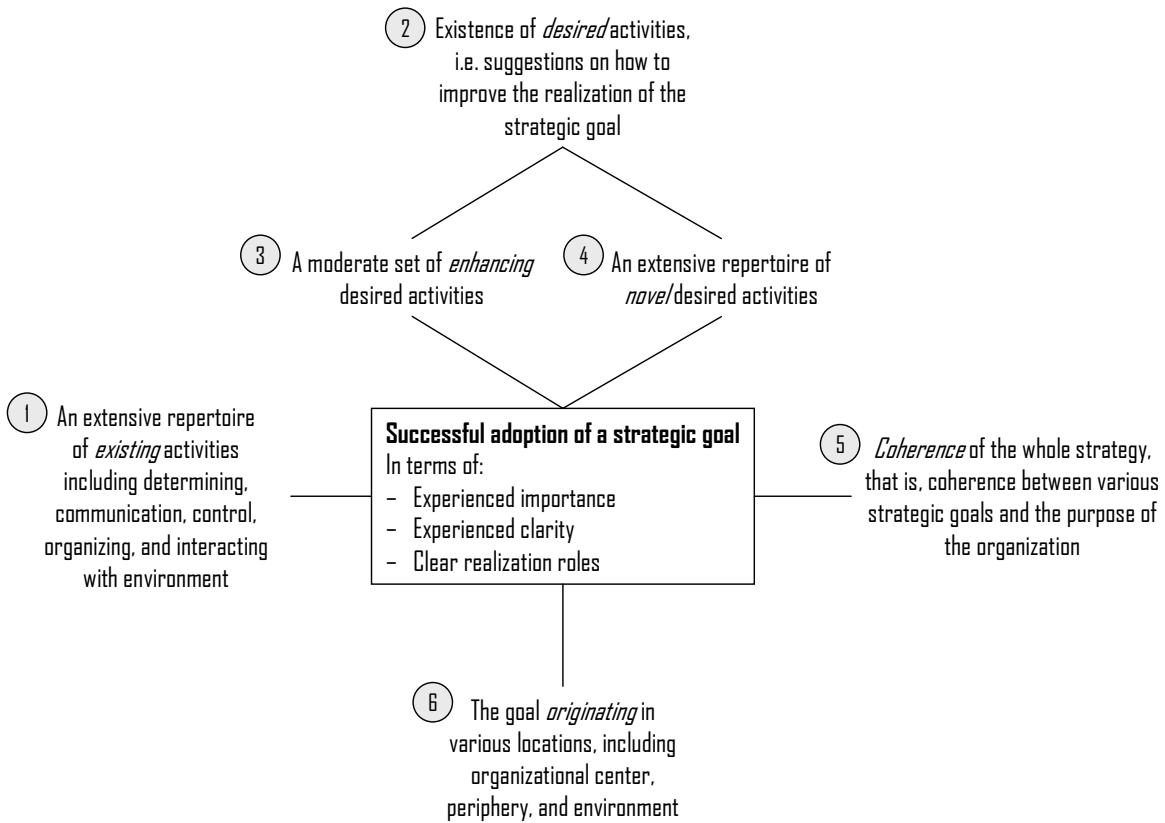 2 Existence of desired activities,
i.e. suggestions on how to
improve the realization of the
strategic goal
3 A moderate set of enhancing
desired activities
4 An extensive repertoire of
novel desired activities
1 An extensive repertoire
of existing activities
including determining,
communication, control,
organizing, and interacting
with environment
Successful adoption of a strategic goal
In terms of:
– Experienced importance
– Experienced clarity
– Clear realization roles
5 Coherence of the whole strategy,
that is, coherence between various
strategic goals and the purpose of
the organization
6 The goal originating in
various locations, including
organizational center,
periphery, and environment